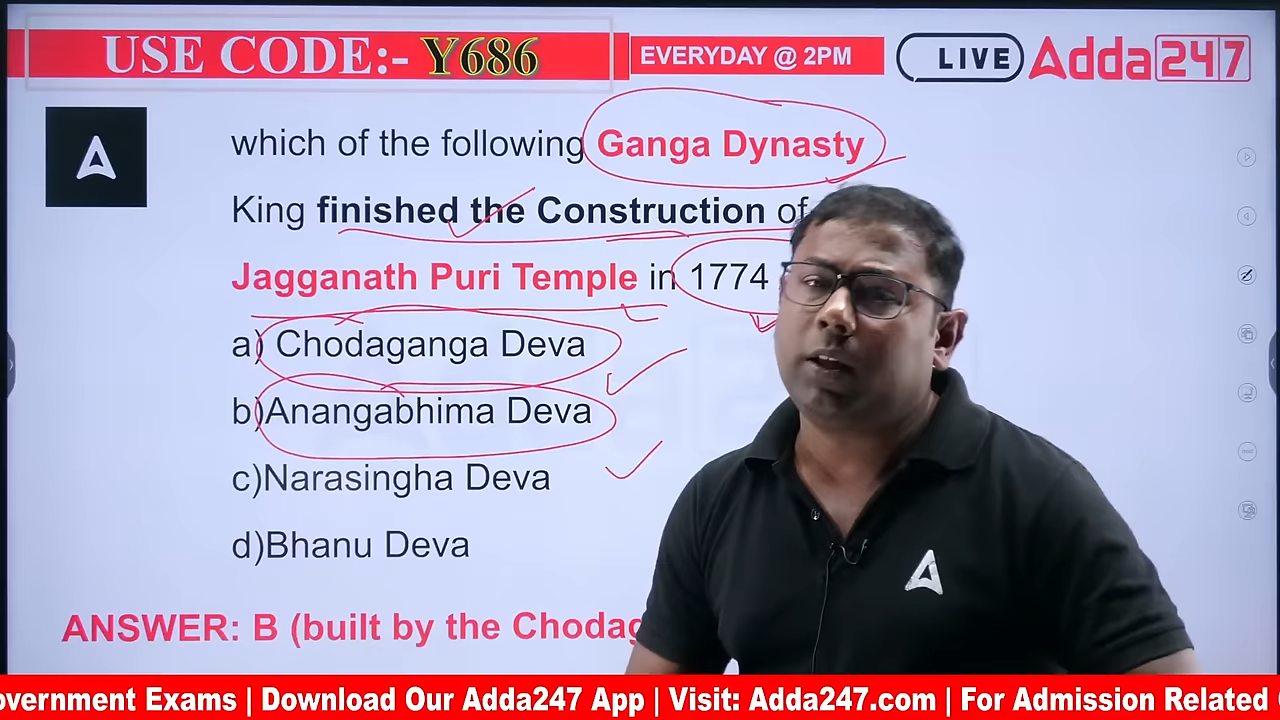 USE CODE:- Y686
EVERYDAY @ 2PM
LIVE
Adda247
which of the following Ganga Dynasty
King finished the Construction of
Jagganath Puri Temple in 1774
a) Chodaganga Deva
b)Anangabhima Deva
c)Narasingha Deva
d)Bhanu Deva
ANSWER: B (built by the
overnment Exams | Download Our Adda247 App | Visit: Adda247.com | For Admission Related